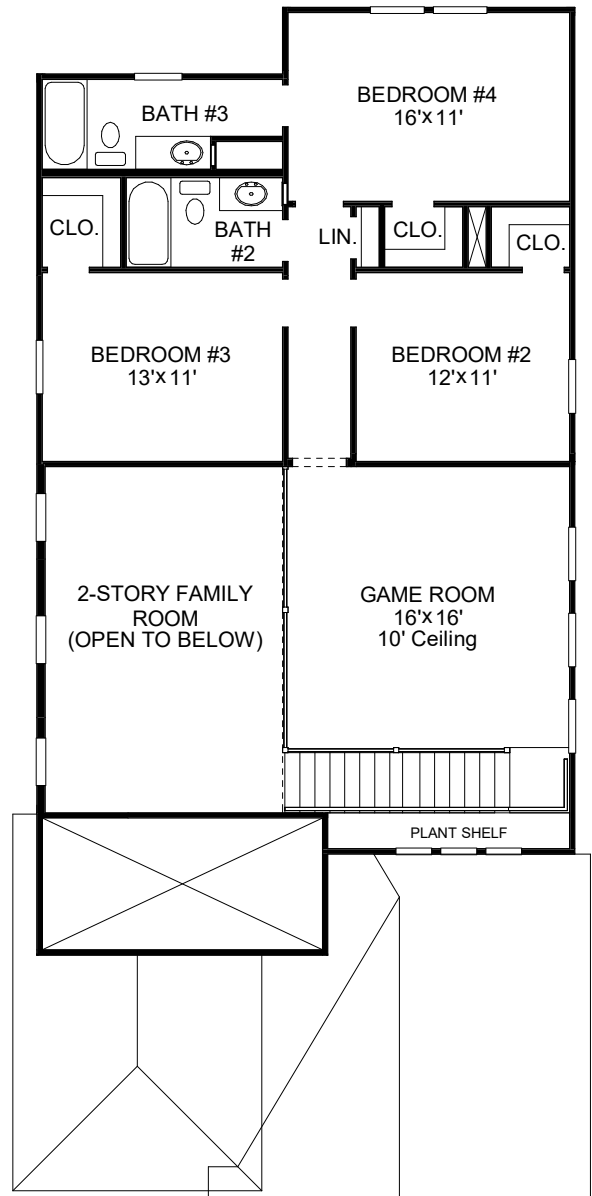 BEDROOM #4
16'x 11'
BATH #3
CLO.
BATH
#2
LIN.
CLO.
CLO.
BEDROOM #3
13'x 11'
BEDROOM #2
12'x 11'
2-STORY FAMILY
ROOM
(OPEN TO BELOW)
GAME ROOM
16'x 16'
10' Ceiling
PLANT SHELF